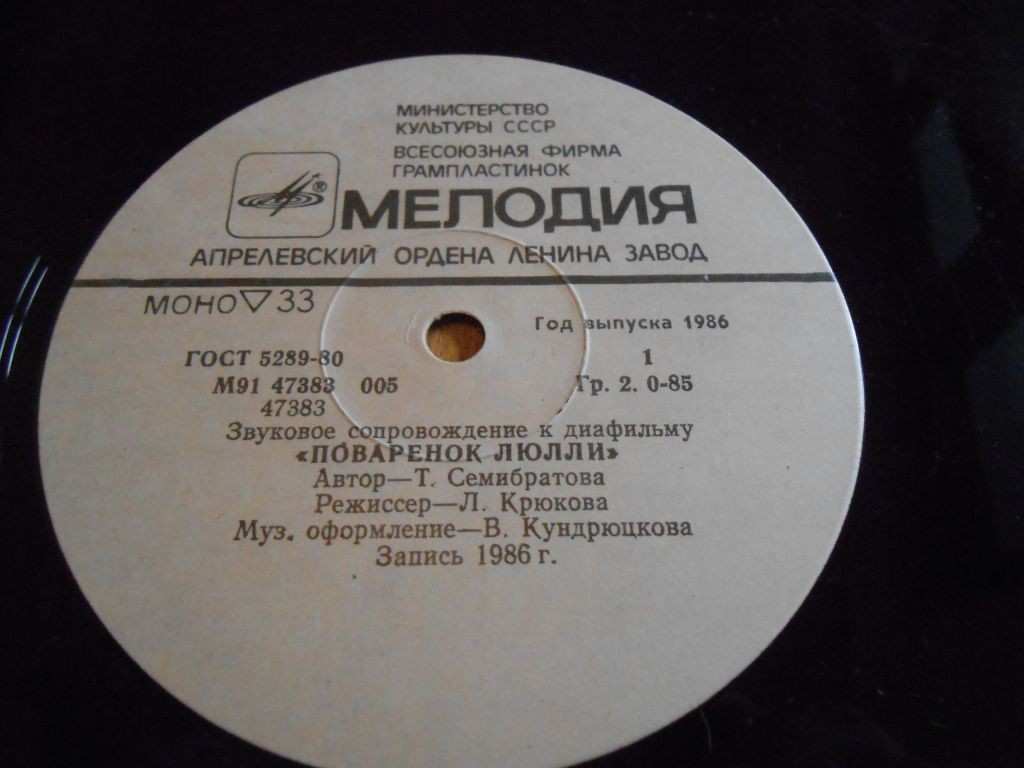 МИНИСТЕРСТВО
КУЛЬТУРЫ СССР
ВСЕСОЮЗНАЯ ФИРМА
ГРАМПЛАСТИНОК
® МЕЛОДИЯ
АПРЕЛЕВСКИЙ ОРДЕНА ЛЕНИНА ЗАВОД
МОНО ▽ 33
Год выпуска 1986
ГОСТ 5289-80 1
М91 47383 005 Гр. 2. 0-85
47383
Звуковое сопровождение к диафильму
«ПОВАРЕНОК ЛЮЛЛИ»
Автор—Т. Семибратова
Режиссер—Л. Крюкова
Муз. оформление—В. Кундрюцкова
Запись 1986 г.